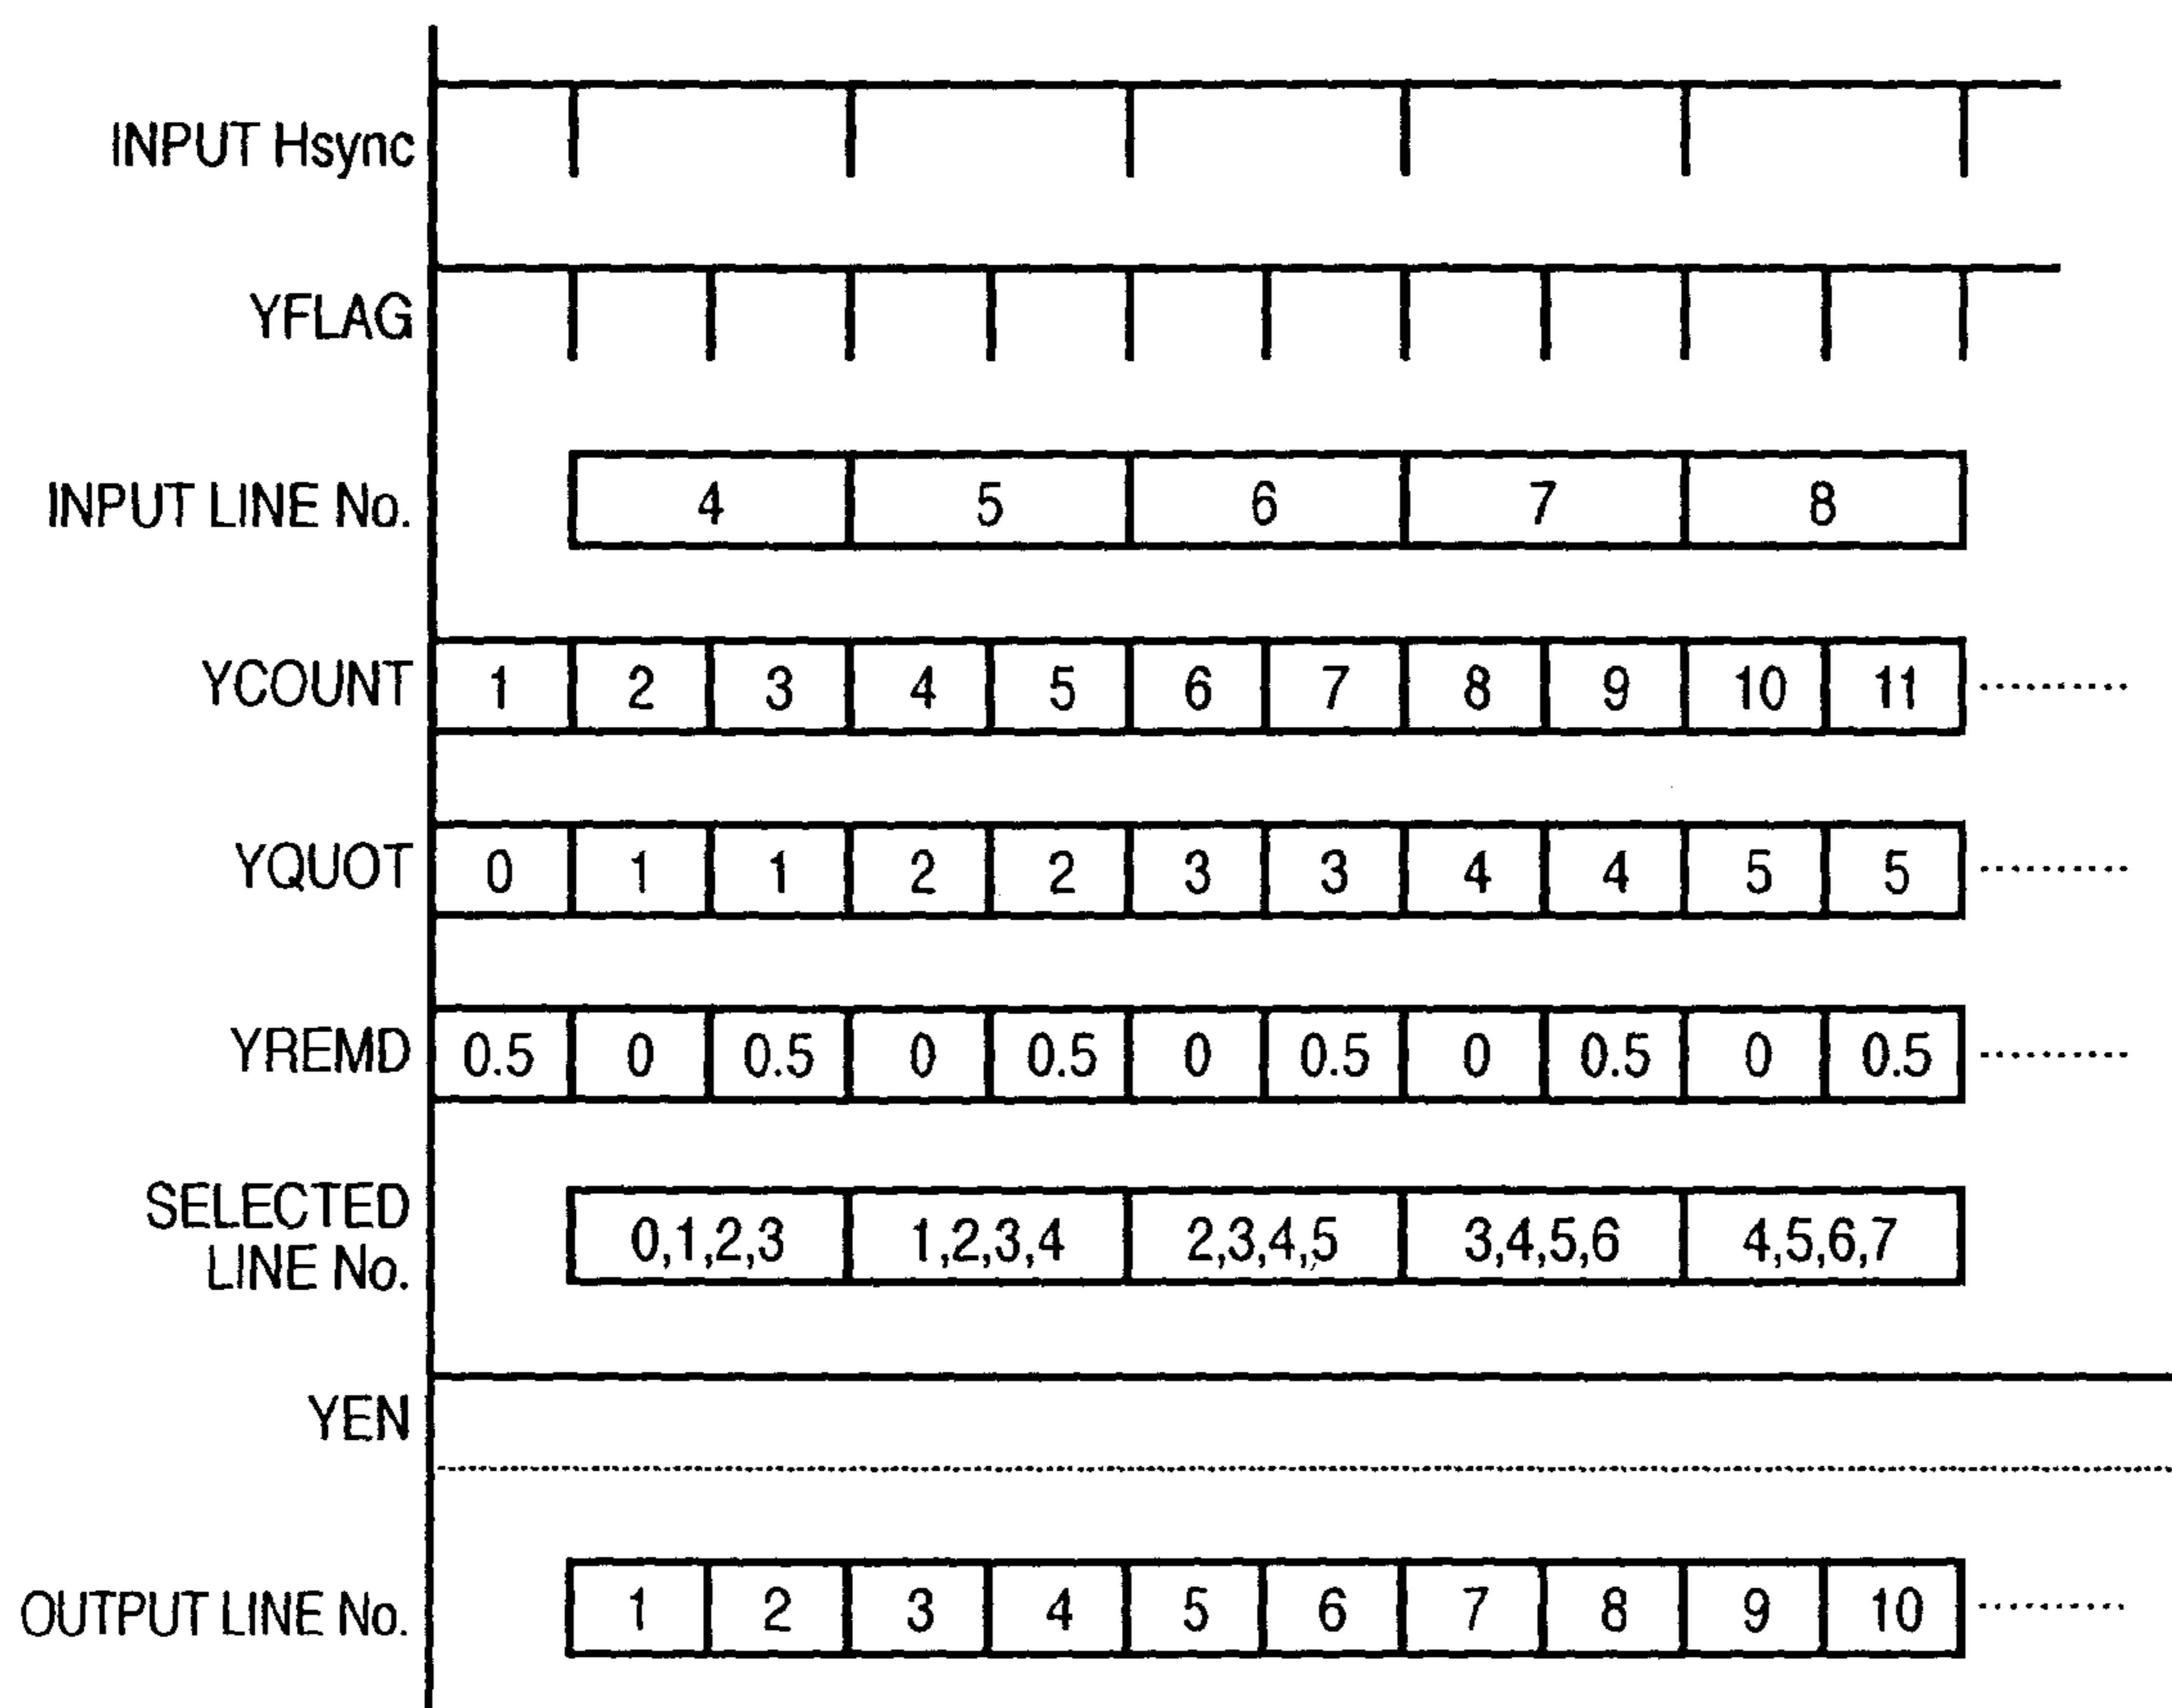 INPUT Hsync
YFLAG
INPUT LINE No. 4 5 6 7 8
YCOUNT 1 2 3 4 5 6 7 8 9 10 11
YQUOT 0 1 1 2 2 3 3 4 4 5 5
YREMD 0.5 0 0.5 0 0.5 0 0.5 0 0.5 0 0.5
SELECTED
LINE No. 0,1,2,3 1,2,3,4 2,3,4,5 3,4,5,6 4,5,6,7
YEN
OUTPUT LINE No. 1 2 3 4 5 6 7 8 9 10